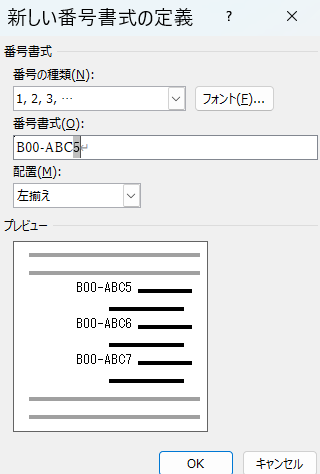 新しい番号書式の定義 ? ×
番号書式
番号の種類(N):
1, 2, 3, …
フォント(F)...
番号書式(O):
B00-ABC5↵
配置(M):
左揃え
プレビュー
B00-ABC5
B00-ABC6
B00-ABC7
OK キャンセル